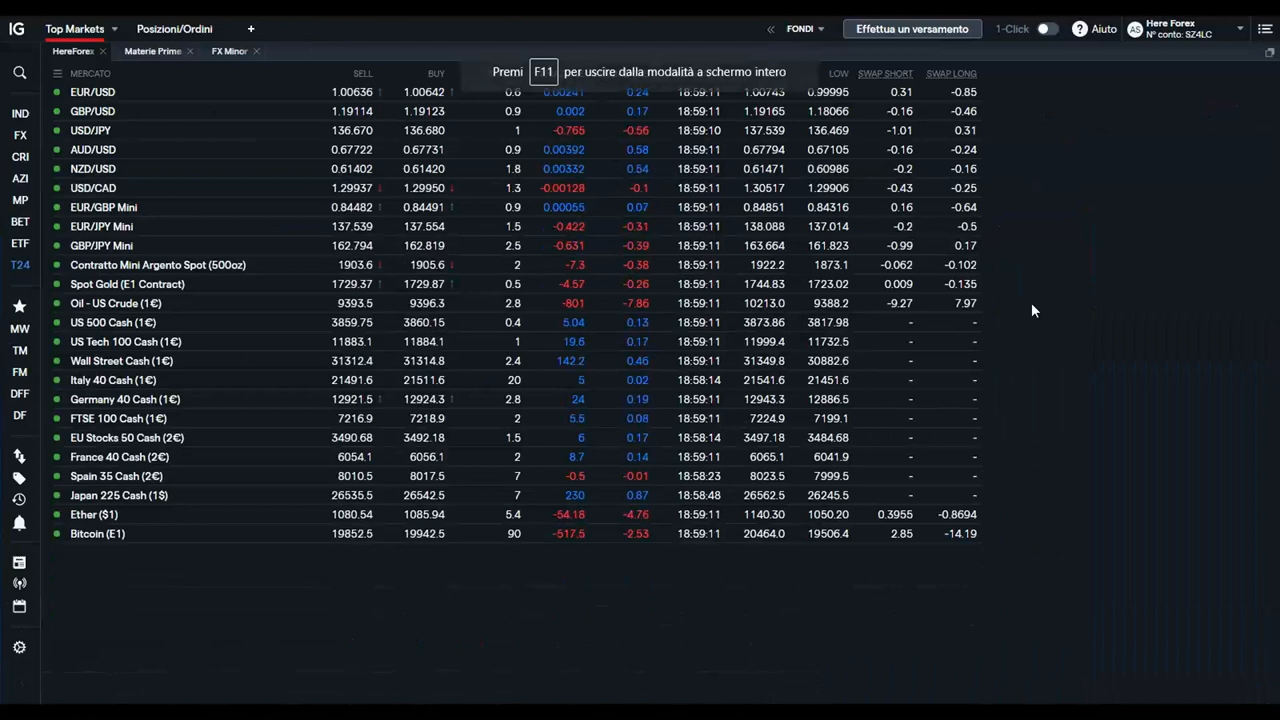 IG Top Markets Posizioni/Ordini + « FONDI Effettua un versamento 1-Click ? Aiuto AS Here Forex
Nº conto: SZ4LC
HereForex × Materie Prime × FX Minor ×
MERCATO SELL BUY LOW SWAP SHORT SWAP LONG
Premi F11 per uscire dalla modalità a schermo intero
EUR/USD 1.00636 ↑ 1.00642 ↑ 0.6 0.00241 0.24 18:59:11 1.00743 0.99995 0.31 -0.85
GBP/USD 1.19114 1.19123 0.9 0.002 0.17 18:59:11 1.19165 1.18066 -0.16 -0.46
USD/JPY 136.670 136.680 1 -0.765 -0.56 18:59:10 137.539 136.469 -1.01 0.31
AUD/USD 0.67722 0.67731 0.9 0.00392 0.58 18:59:11 0.67794 0.67105 -0.16 -0.24
NZD/USD 0.61402 0.61420 1.8 0.00332 0.54 18:59:11 0.61471 0.60986 -0.2 -0.16
USD/CAD 1.29937 ↓ 1.29950 ↓ 1.3 -0.00128 -0.1 18:59:11 1.30517 1.29906 -0.43 -0.25
EUR/GBP Mini 0.84482 ↑ 0.84491 ↑ 0.9 0.00055 0.07 18:59:11 0.84851 0.84316 0.16 -0.64
EUR/JPY Mini 137.539 137.554 1.5 -0.422 -0.31 18:59:11 138.088 137.014 -0.2 -0.5
GBP/JPY Mini 162.794 162.819 2.5 -0.631 -0.39 18:59:11 163.664 161.823 -0.99 0.17
Contratto Mini Argento Spot (500oz) 1903.6 ↓ 1905.6 ↓ 2 -7.3 -0.38 18:59:11 1922.2 1873.1 -0.062 -0.102
Spot Gold (E1 Contract) 1729.37 ↑ 1729.87 ↑ 0.5 -4.57 -0.26 18:59:11 1744.83 1723.02 0.009 -0.135
Oil - US Crude (1€) 9393.5 9396.3 2.8 -801 -7.86 18:59:11 10213.0 9388.2 -9.27 7.97
US 500 Cash (1€) 3859.75 3860.15 0.4 5.04 0.13 18:59:11 3873.86 3817.98 - -
US Tech 100 Cash (1€) 11883.1 11884.1 1 19.6 0.17 18:59:11 11999.4 11732.5 - -
Wall Street Cash (1€) 31312.4 31314.8 2.4 142.2 0.46 18:59:11 31349.8 30882.6 - -
Italy 40 Cash (1€) 21491.6 21511.6 20 5 0.02 18:58:14 21541.6 21451.6 - -
Germany 40 Cash (1€) 12921.5 ↑ 12924.3 ↑ 2.8 24 0.19 18:59:11 12943.3 12886.5 - -
FTSE 100 Cash (1€) 7216.9 7218.9 2 5.5 0.08 18:59:11 7224.9 7199.1 - -
EU Stocks 50 Cash (2€) 3490.68 3492.18 1.5 6 0.17 18:58:14 3497.18 3484.68 - -
France 40 Cash (2€) 6054.1 6056.1 2 8.7 0.14 18:59:11 6065.1 6041.9 - -
Spain 35 Cash (2€) 8010.5 8017.5 7 -0.5 -0.01 18:58:23 8023.5 7999.5 - -
Japan 225 Cash (1$) 26535.5 26542.5 7 230 0.87 18:58:48 26562.5 26245.5 - -
Ether ($1) 1080.54 1085.94 5.4 -54.18 -4.76 18:59:11 1140.30 1050.20 0.3955 -0.8694
Bitcoin (E1) 19852.5 19942.5 90 -517.5 -2.53 18:59:11 20464.0 19506.4 2.85 -14.19
IND
FX
CRI
AZI
MP
BET
ETF
T24
MW
TM
FM
DFF
DF